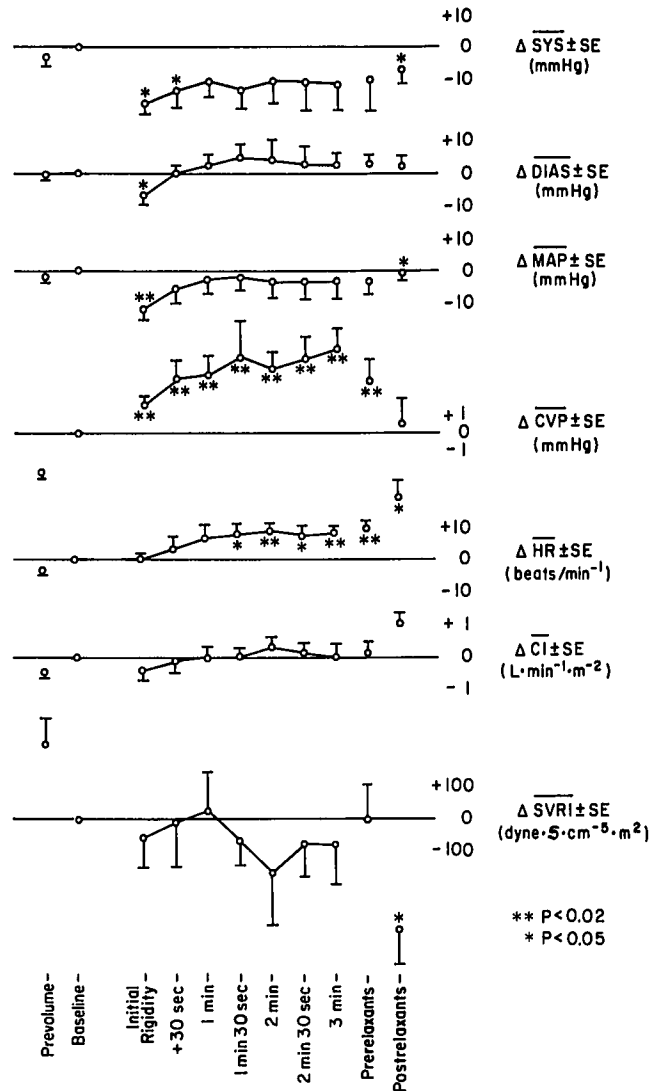 +10
0
-10
Δ SYS ± SE
(mmHg)
*
*
*
+10
0
-10
Δ DIAS ± SE
(mmHg)
*
+10
0
-10
Δ MAP ± SE
(mmHg)
**
*
+1
0
-1
Δ CVP ± SE
(mmHg)
**
**
**
**
**
**
**
**
+10
0
-10
Δ HR ± SE
(beats/min⁻¹)
*
**
*
**
**
*
+1
0
-1
Δ CI ± SE
(L·min⁻¹·m⁻²)
+100
0
-100
Δ SVRI ± SE
(dyne·S·cm⁻⁵·m²)
*
** P<0.02
* P<0.05
Prevolume -
Baseline -
Initial
Rigidity -
+30 sec -
1 min -
1 min 30 sec -
2 min -
2 min 30 sec -
3 min -
Prerelaxants -
Postrelaxants -